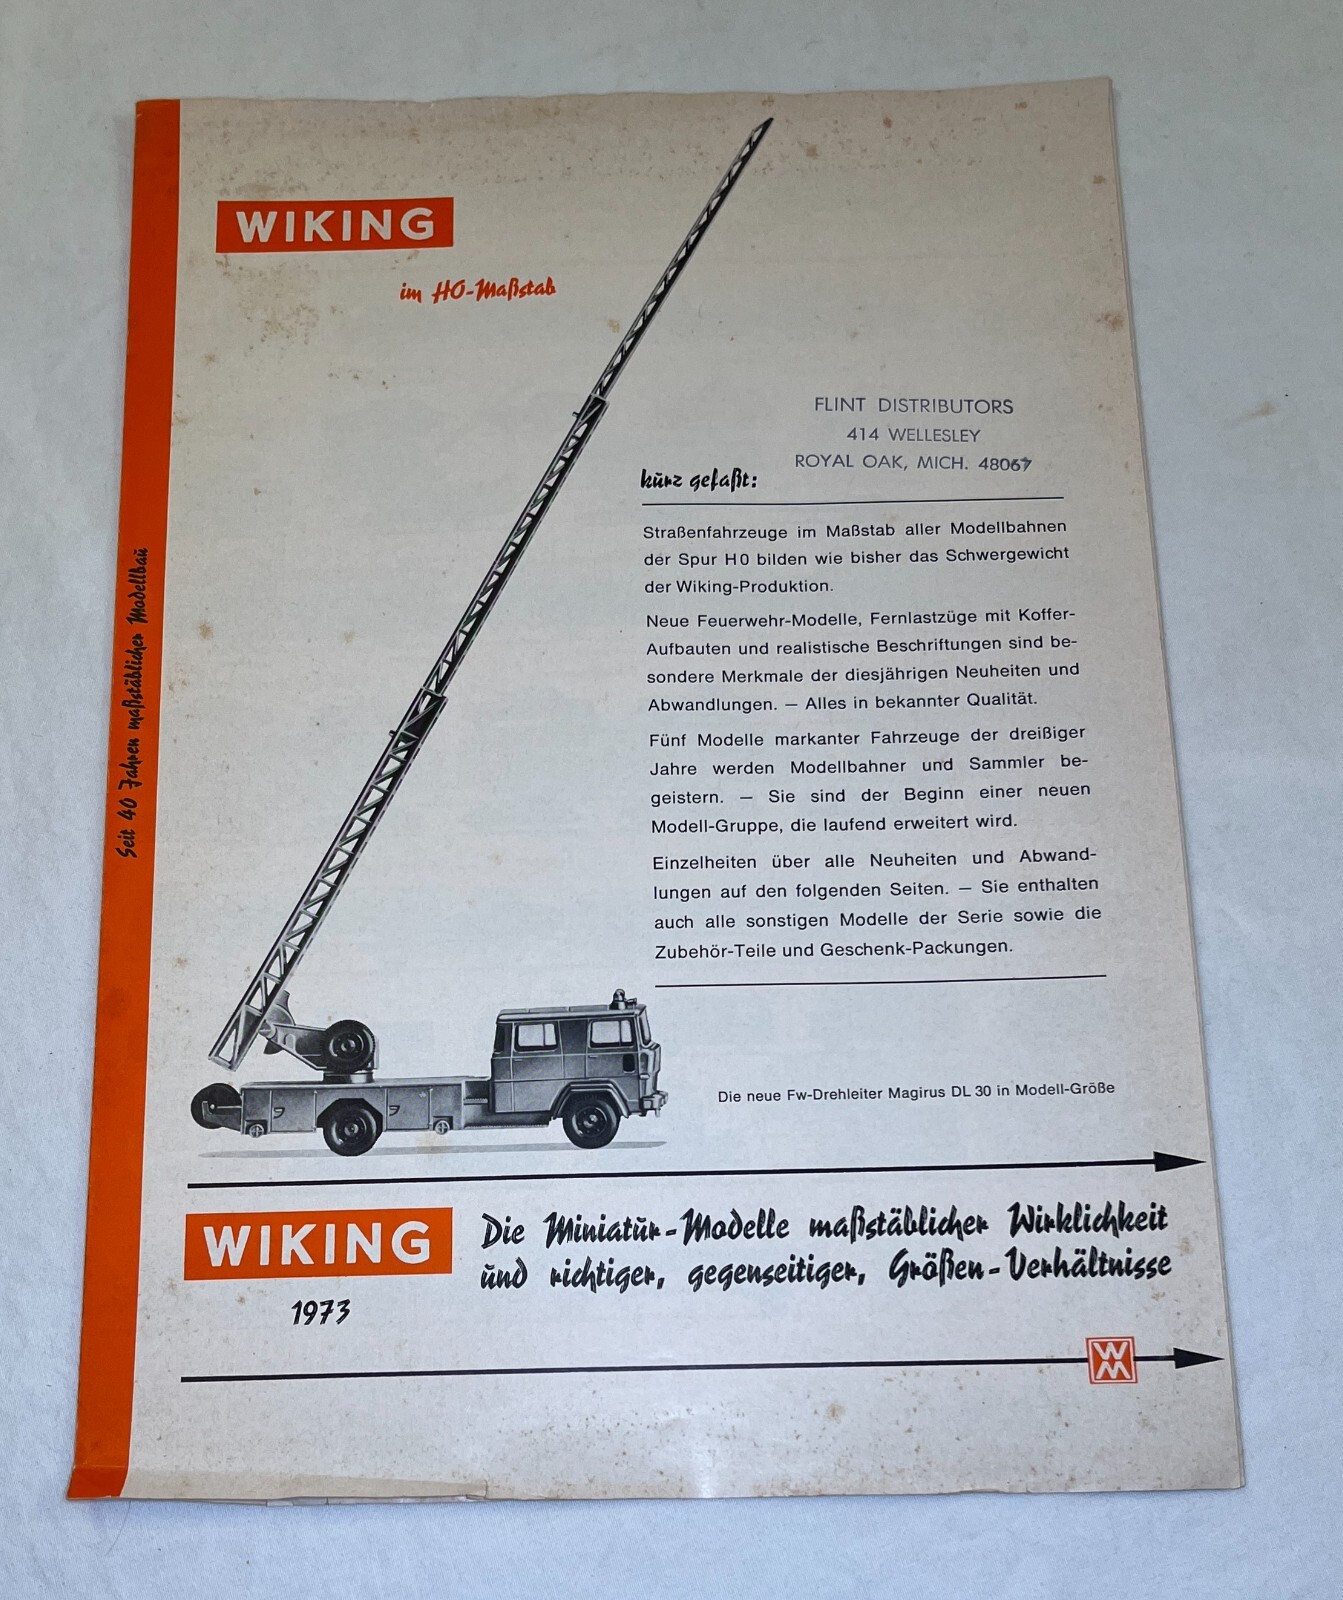 WIKING
im HO-Maßstab
FLINT DISTRIBUTORS
414 WELLESLEY
ROYAL OAK, MICH. 48067
kurz gefaßt:
Straßenfahrzeuge im Maßstab aller Modellbahnen
der Spur H0 bilden wie bisher das Schwergewicht
der Wiking-Produktion.
Neue Feuerwehr-Modelle, Fernlastzüge mit Koffer-
Aufbauten und realistische Beschriftungen sind be-
sondere Merkmale der diesjährigen Neuheiten und
Abwandlungen. — Alles in bekannter Qualität.
Fünf Modelle markanter Fahrzeuge der dreißiger
Jahre werden Modellbahner und Sammler be-
geistern. — Sie sind der Beginn einer neuen
Modell-Gruppe, die laufend erweitert wird.
Einzelheiten über alle Neuheiten und Abwand-
lungen auf den folgenden Seiten. — Sie enthalten
auch alle sonstigen Modelle der Serie sowie die
Zubehör-Teile und Geschenk-Packungen.
Seit 40 Jahren maßstäblicher Modellbau
Die neue Fw-Drehleiter Magirus DL 30 in Modell-Größe
WIKING
1973
Die Miniatur-Modelle maßstäblicher Wirklichkeit
und richtiger, gegenseitiger, Größen-Verhältnisse
WM